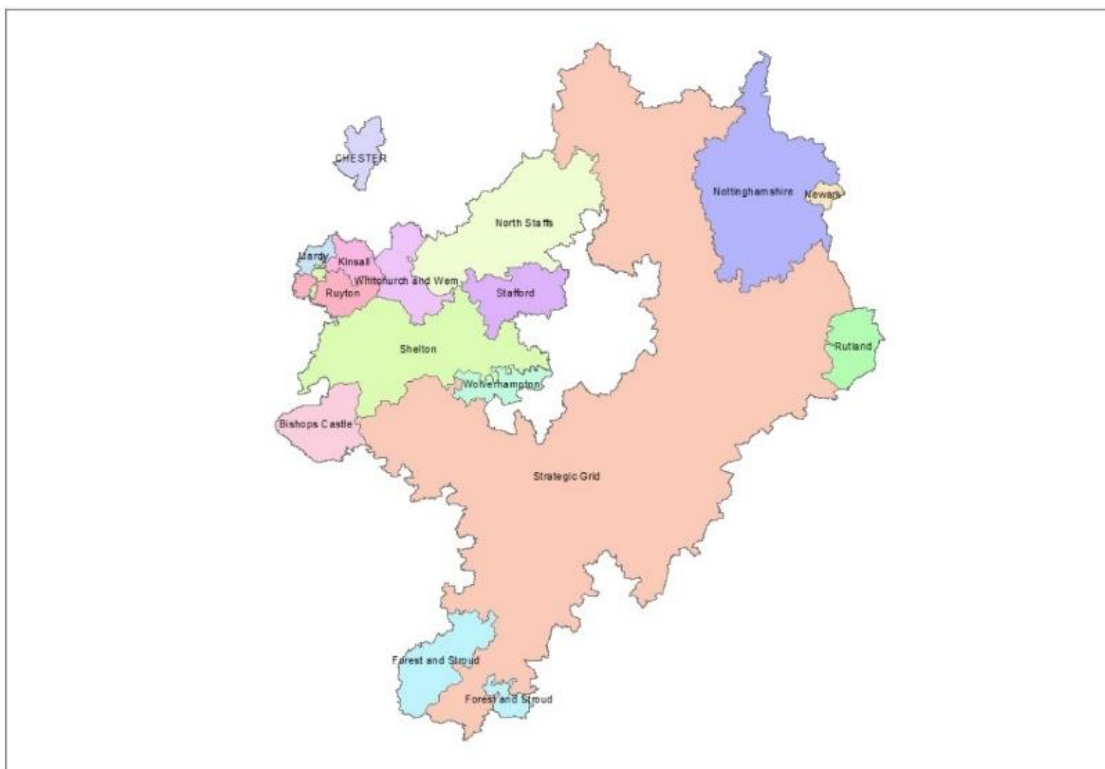 CHESTER
Nottinghamshire
Newark
North Staffs
Mardy
Kinsall
Whitchurch and Wem
Ruyton
Stafford
Shelton
Rutland
Wolverhampton
Bishops Castle
Strategic Grid
Forest and Stroud
Forest and Stroud